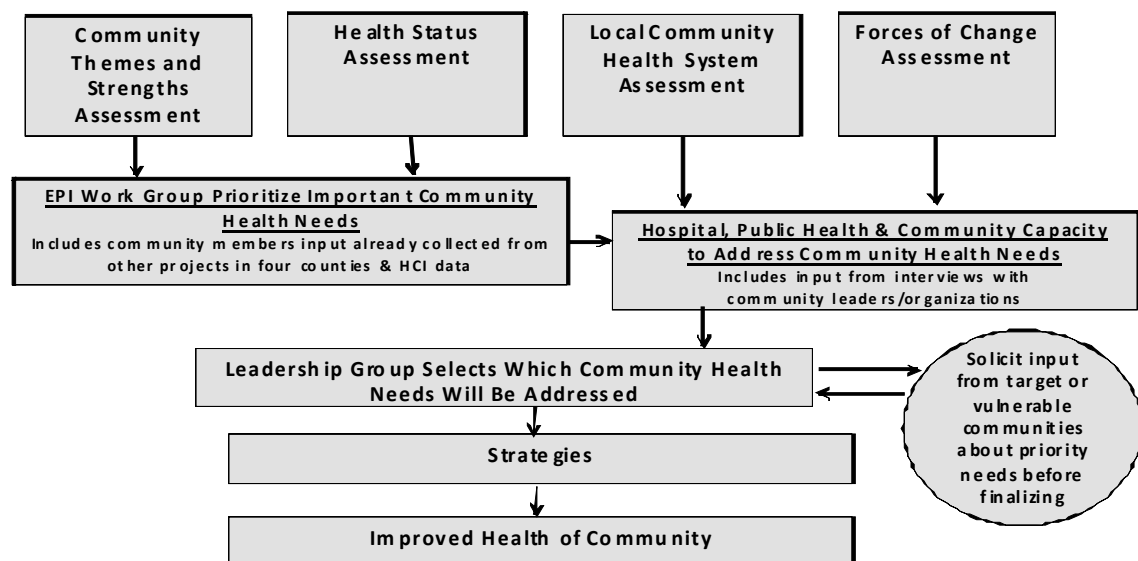 Community
Themes and
Strengths
Assessment
Health Status
Assessment
Local Community
Health System
Assessment
Forces of Change
Assessment
EPI Work Group Prioritize Important Community
Health Needs
Includes community members input already collected from
other projects in four counties & HCI data
Hospital, Public Health & Community Capacity
to Address Community Health Needs
Includes input from interviews with
community leaders/organizations
Leadership Group Selects Which Community Health
Needs Will Be Addressed
Solicit input
from target or
vulnerable
communities
about priority
needs before
finalizing
Strategies
Improved Health of Community